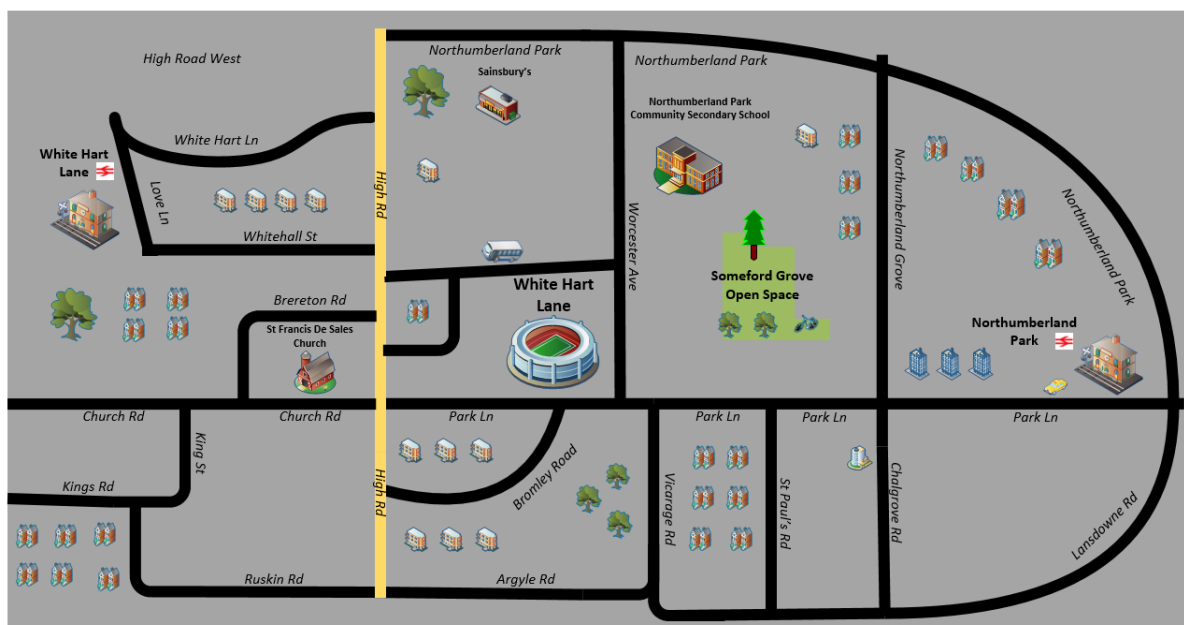 High Road West
Northumberland Park
Sainsbury's
Northumberland Park
Northumberland Park
Community Secondary School
White Hart Ln
White Hart
Lane
Love Ln
High Rd
Whitehall St
Worcester Ave
Northumberland Grove
Northumberland Park
Someford Grove
Open Space
White Hart
Lane
Brereton Rd
St Francis De Sales
Church
Northumberland
Park
Church Rd
Church Rd
Park Ln
Park Ln
Park Ln
Park Ln
King St
Kings Rd
High Rd
Bromley Road
Vicarage Rd
St Paul's Rd
Chalgrove Rd
Lansdowne Rd
Ruskin Rd
Argyle Rd